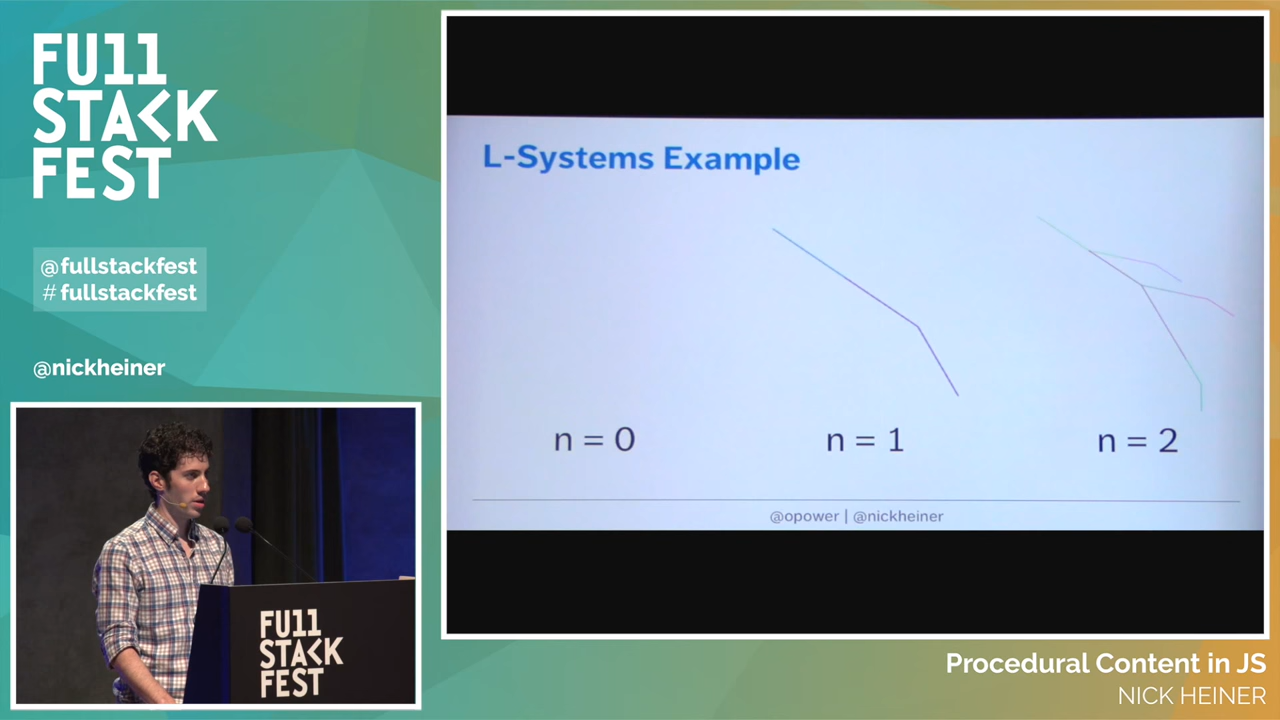 FU11
STACK
FEST
@fullstackfest
# fullstackfest
@nickheiner
FU11
STACK
FEST
L-Systems Example
n = 0
n = 1
n = 2
@opower | @nickheiner
Procedural Content in JS
NICK HEINER